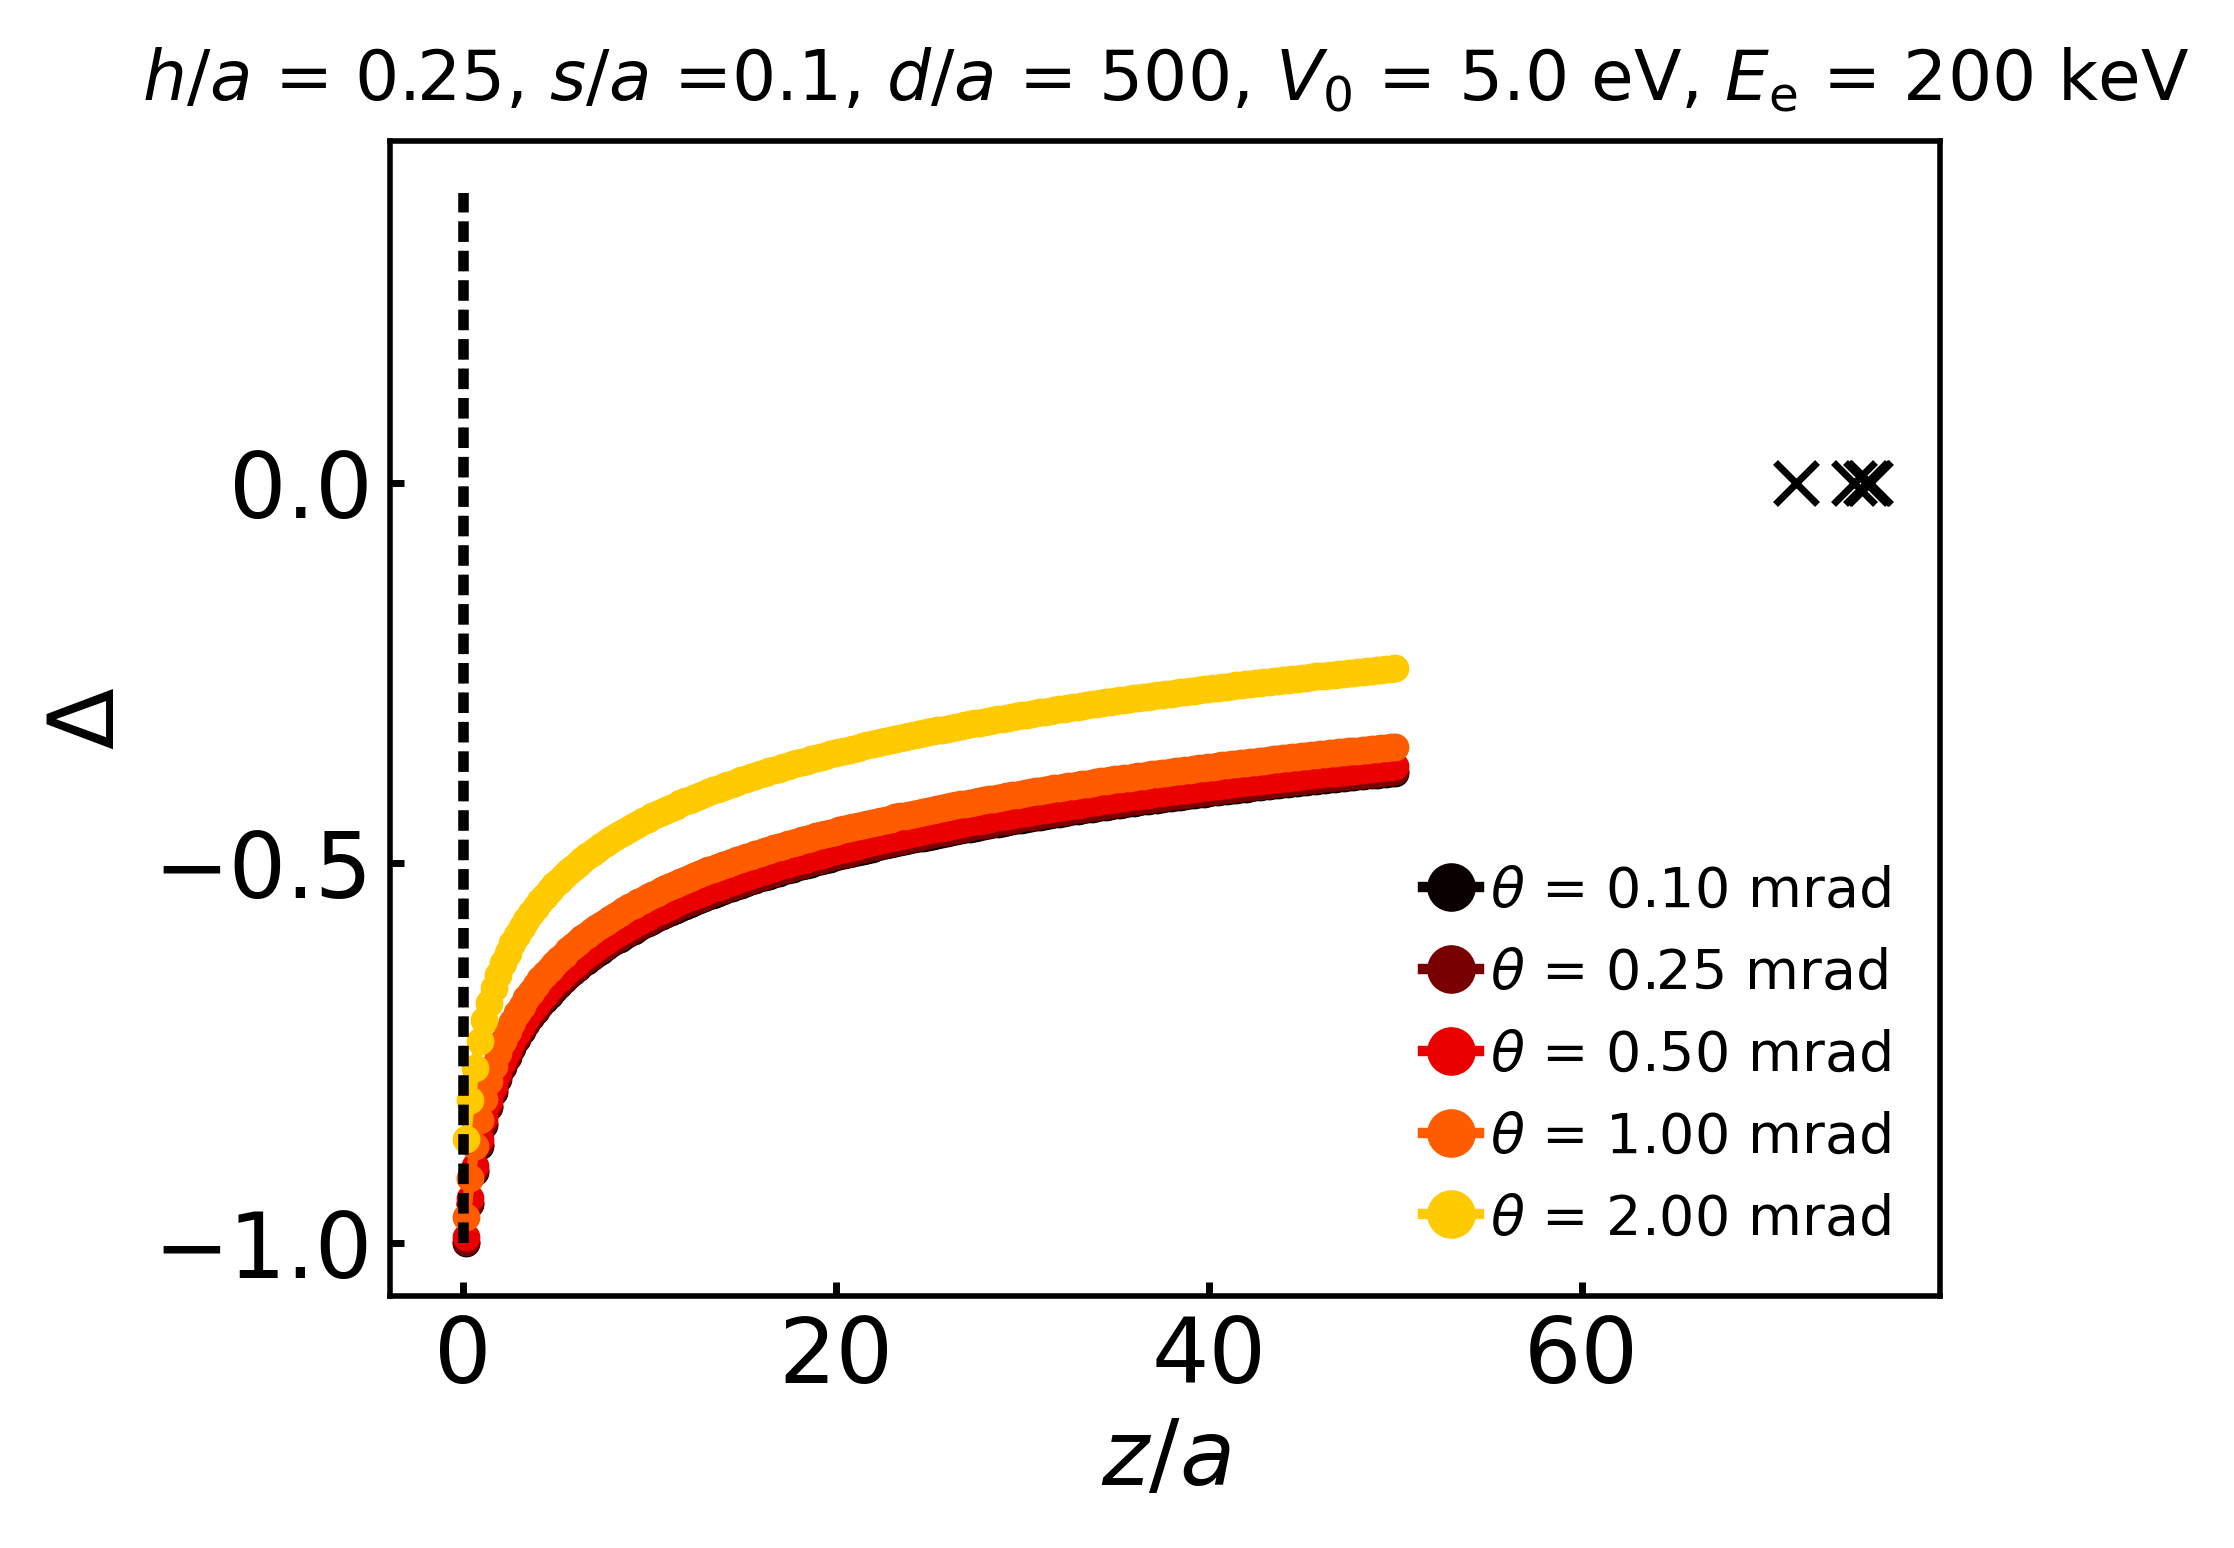 h/a = 0.25, s/a =0.1, d/a = 500, V₀ = 5.0 eV, Eₑ = 200 keV
Δ
0.0
−0.5
−1.0
θ = 0.10 mrad
θ = 0.25 mrad
θ = 0.50 mrad
θ = 1.00 mrad
θ = 2.00 mrad
0 20 40 60
z/a